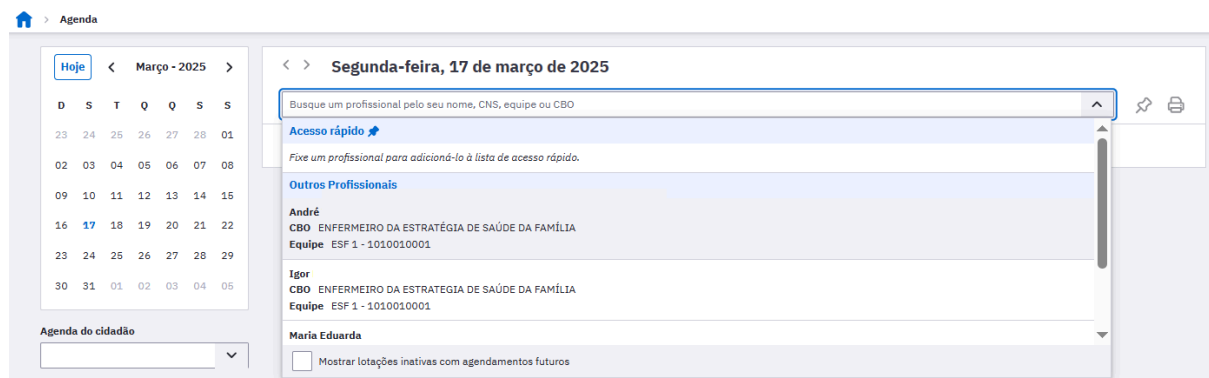 Agenda
Hoje Março - 2025
D S T Q Q S S
23 24 25 26 27 28 01
02 03 04 05 06 07 08
09 10 11 12 13 14 15
16 17 18 19 20 21 22
23 24 25 26 27 28 29
30 31 01 02 03 04 05
Agenda do cidadão
Segunda-feira, 17 de março de 2025
Busque um profissional pelo seu nome, CNS, equipe ou CBO
Acesso rápido
Fixe um profissional para adicioná-lo à lista de acesso rápido.
Outros Profissionais
André
CBO ENFERMEIRO DA ESTRATÉGIA DE SAÚDE DA FAMÍLIA
Equipe ESF 1 - 1010010001
Igor
CBO ENFERMEIRO DA ESTRATEGIA DE SAÚDE DA FAMÍLIA
Equipe ESF 1 - 1010010001
Maria Eduarda
Mostrar lotações inativas com agendamentos futuros